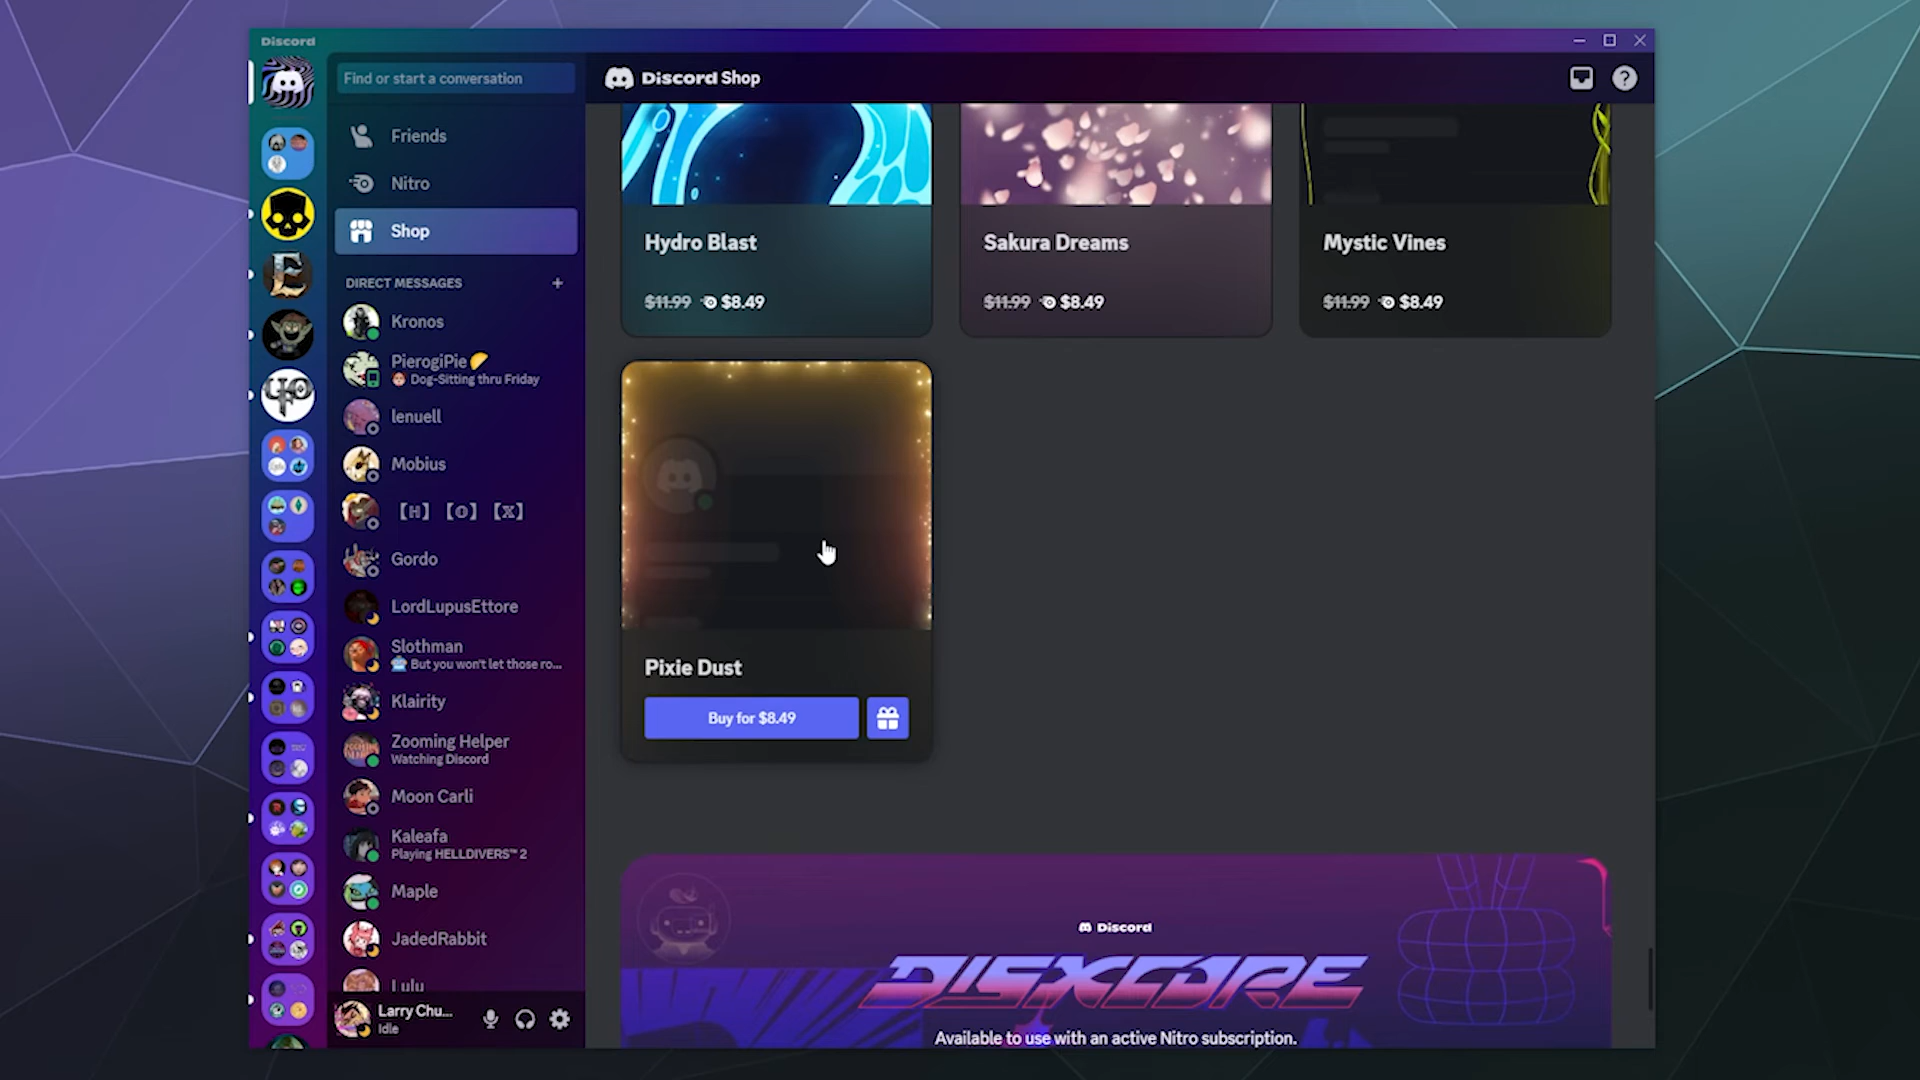 Discord
Find or start a conversation
Friends
Nitro
Shop
DIRECT MESSAGES
Kronos
PierogiPie
Dog-Sitting thru Friday
lenuell
Mobius
【H】 【O】 【X】
Gordo
LordLupusEttore
Slothman
But you won't let those ro...
Klairity
Zooming Helper
Watching Discord
Moon Carli
Kaleafa
Playing HELLDIVERS™ 2
Maple
JadedRabbit
Lulu
Larry Chu...
Idle
Discord Shop
Hydro Blast
$11.99 $8.49
Sakura Dreams
$11.99 $8.49
Mystic Vines
$11.99 $8.49
Pixie Dust
Buy for $8.49
Discord
DISXCORE
Available to use with an active Nitro subscription.